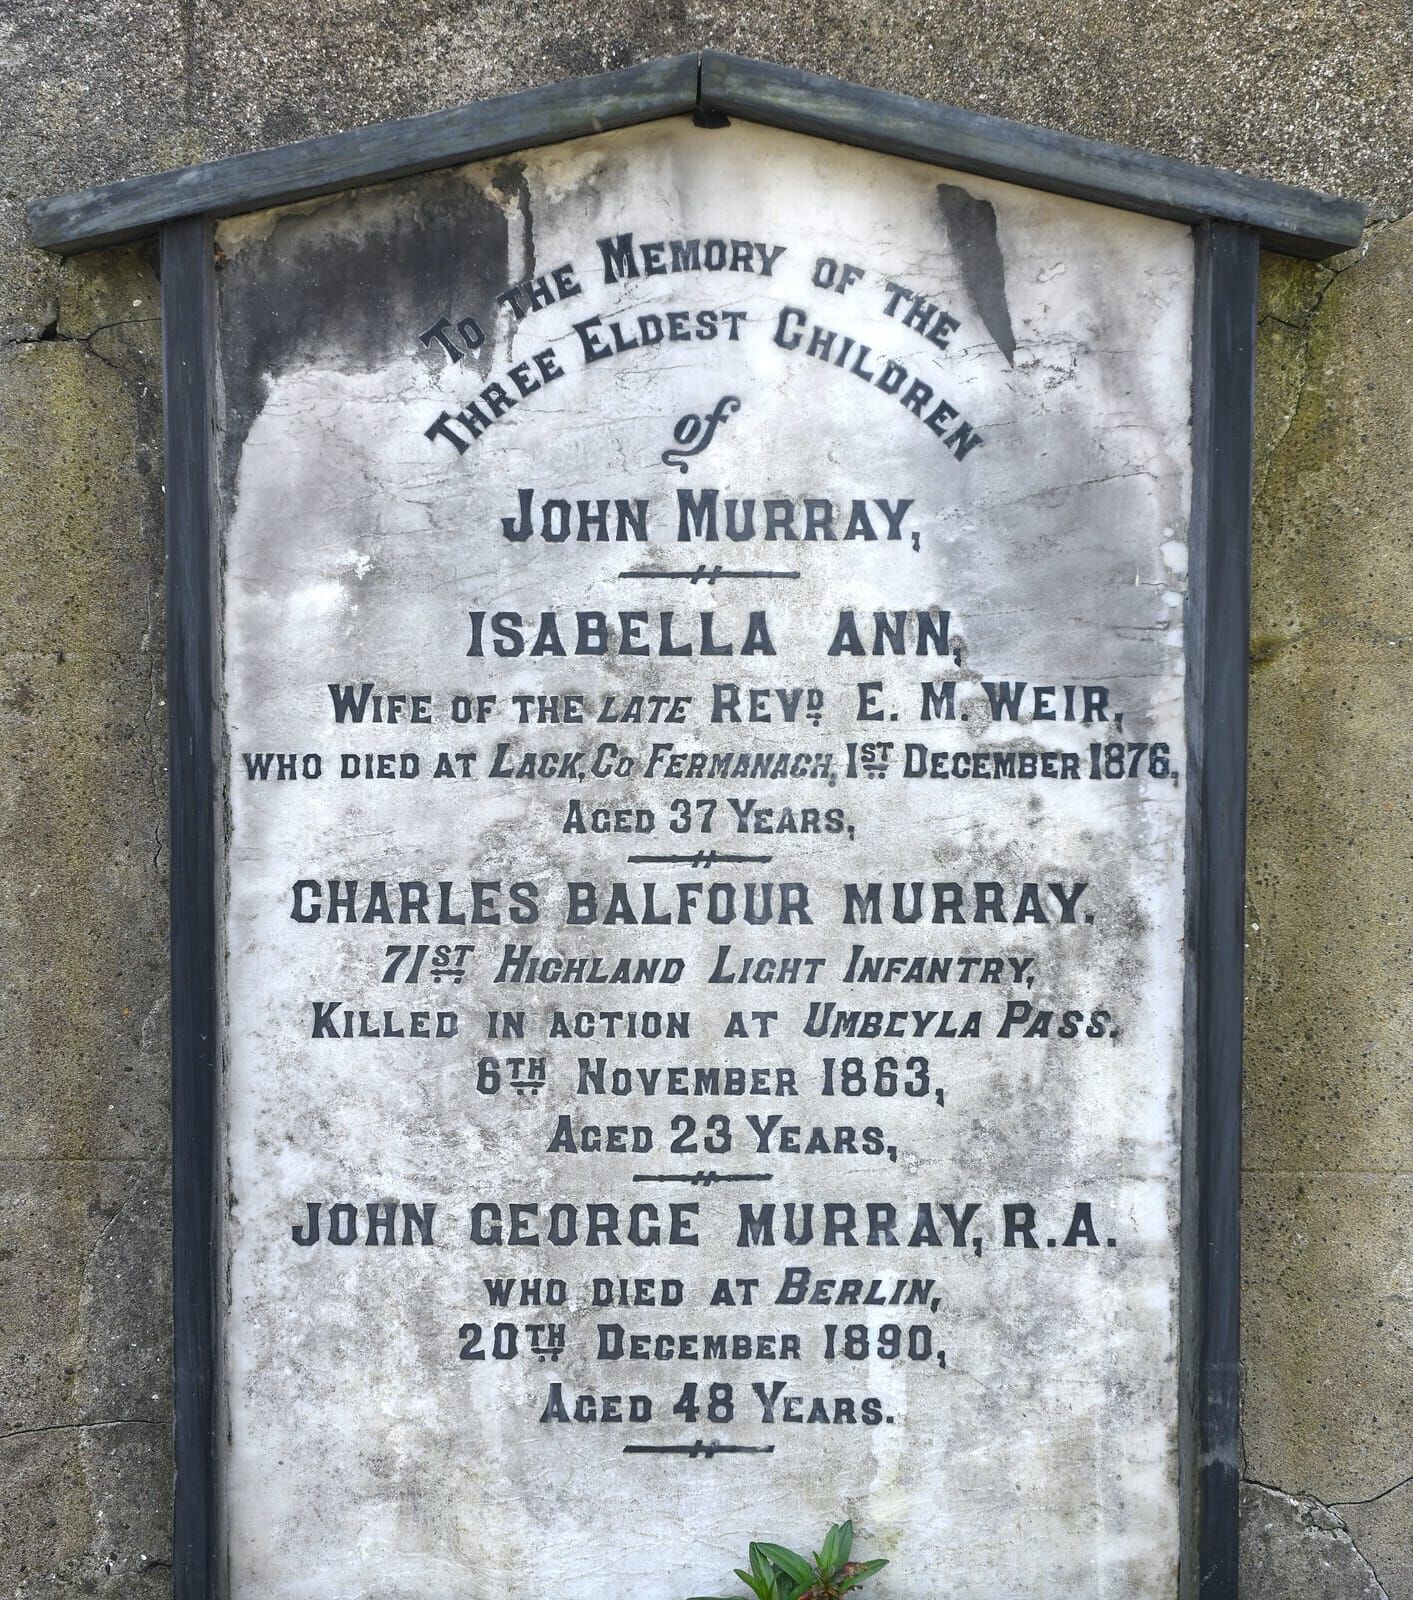 To the Memory of the
Three Eldest Children
of
John Murray,
ISABELLA ANN,
Wife of the late Revd E. M. Weir,
who died at Lack, Co Fermanagh, 1st December 1876,
Aged 37 Years,
CHARLES BALFOUR MURRAY.
71st Highland Light Infantry,
Killed in action at Umbeyla Pass.
6th November 1863,
Aged 23 Years,
JOHN GEORGE MURRAY, R.A.
who died at Berlin,
20th December 1890,
Aged 48 Years.